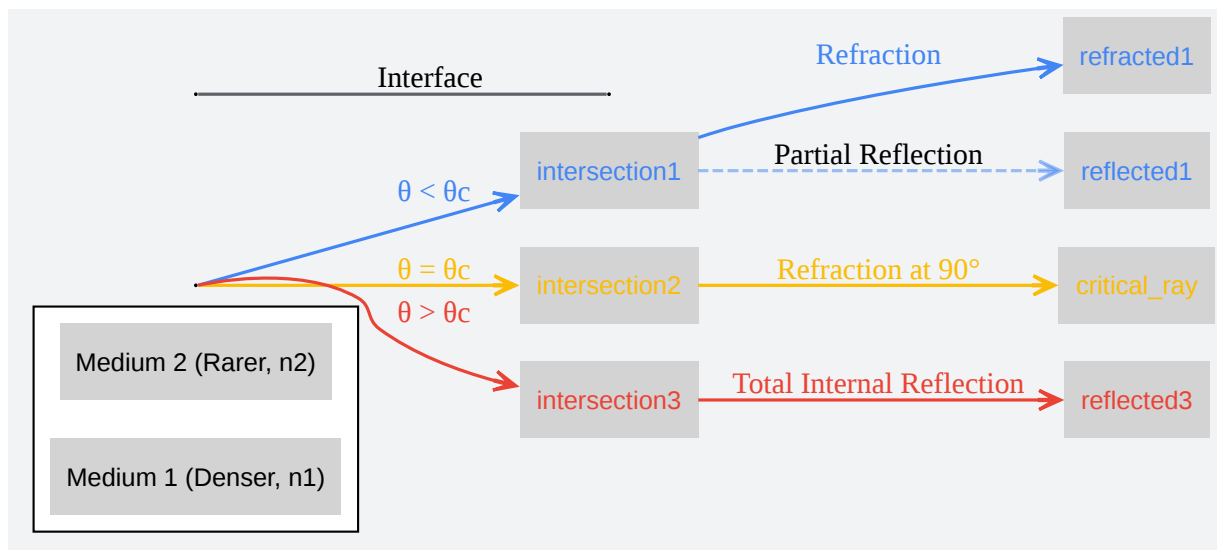 Interface
Refraction
refracted1
intersection1
Partial Reflection
reflected1
θ < θc
θ = θc
intersection2
Refraction at 90°
critical_ray
θ > θc
Medium 2 (Rarer, n2)
intersection3
Total Internal Reflection
reflected3
Medium 1 (Denser, n1)